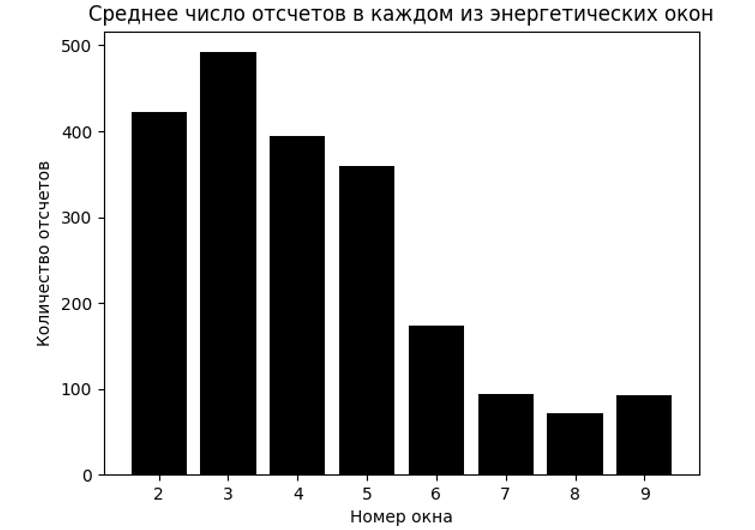 Среднее число отсчетов в каждом из энергетических окон
500
400
300
200
100
0
Количество отсчетов
2 3 4 5 6 7 8 9
Номер окна